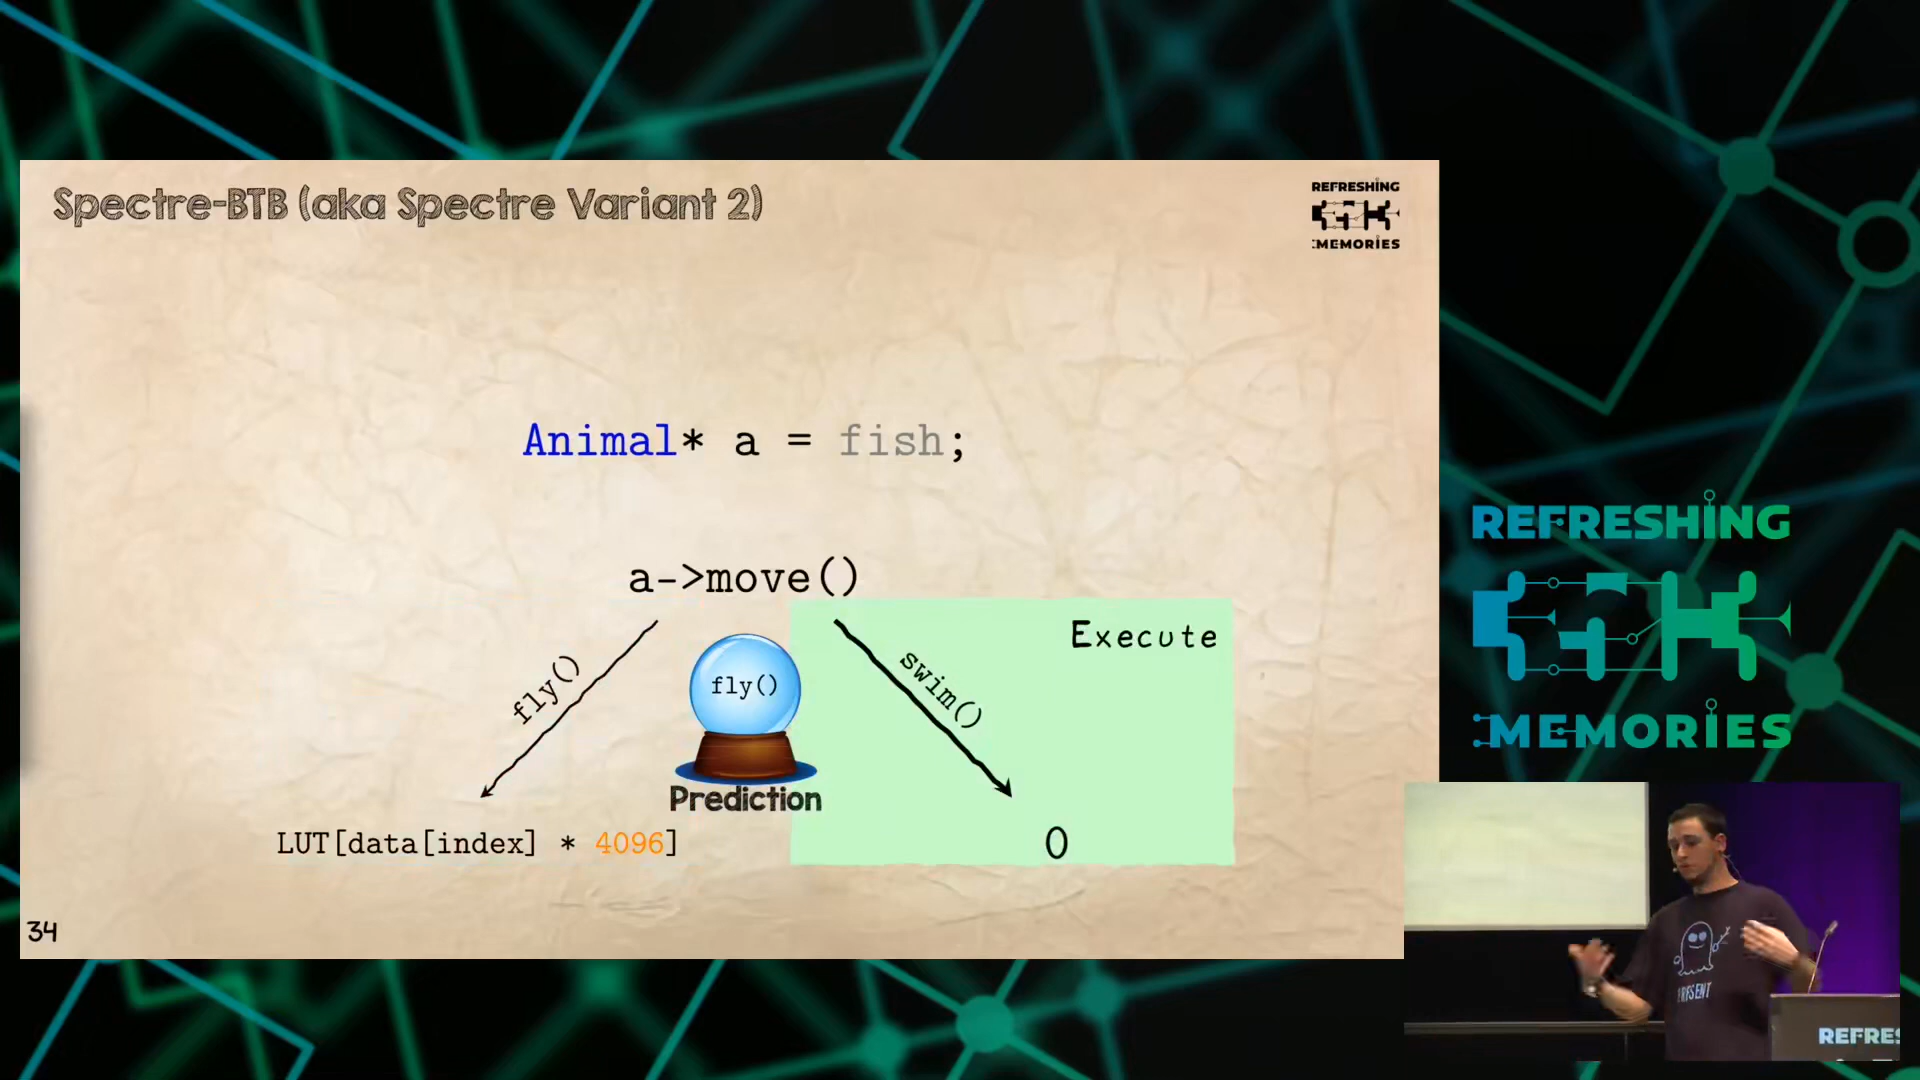 Spectre-BTB (aka Spectre Variant 2)
REFRESHING
MEMORIES
Animal* a = fish;
a->move()
Execute
fly()
fly()
swim()
Prediction
LUT[data[index] * 4096]
0
34
REFRESHING
MEMORIES
REFRES